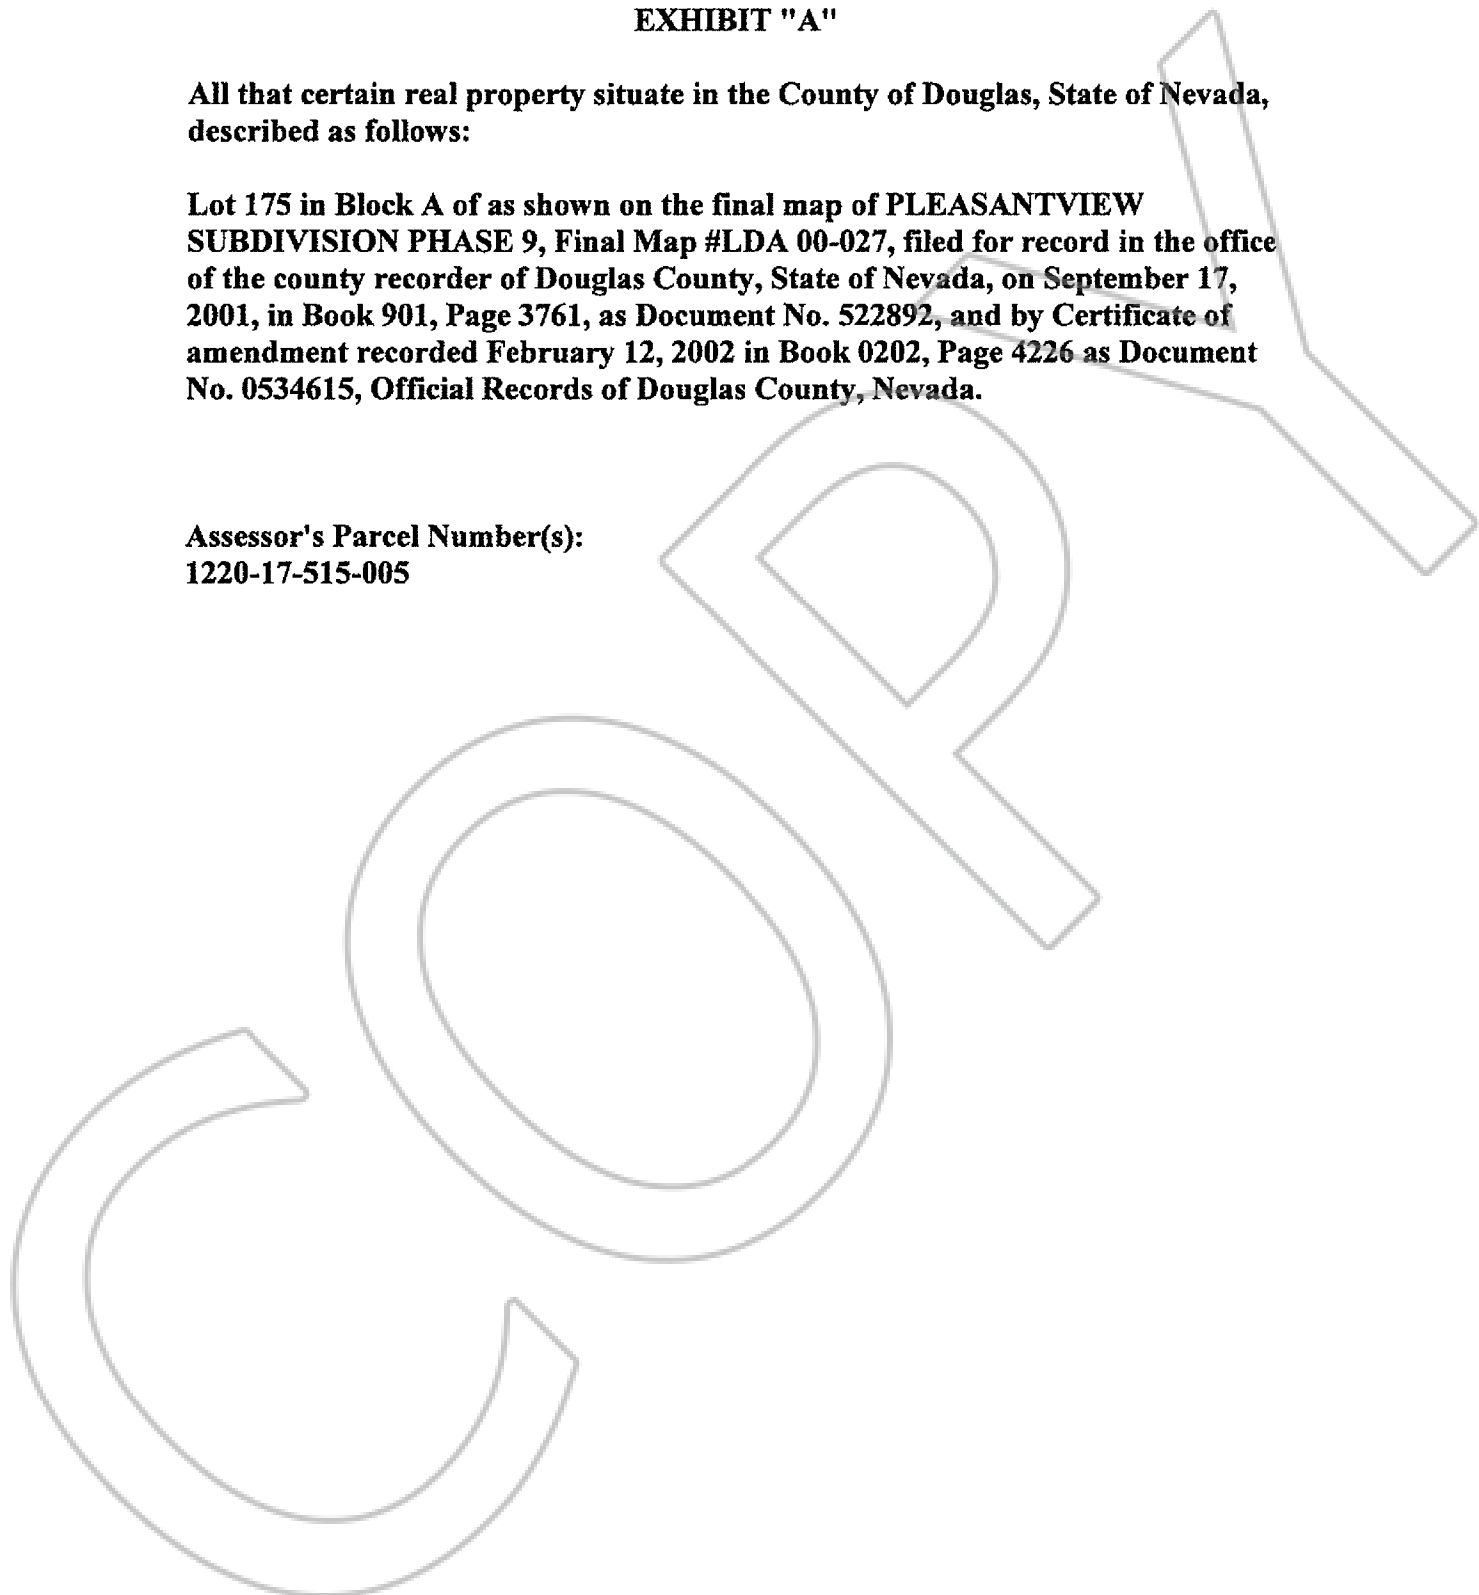 EXHIBIT "A"
All that certain real property situate in the County of Douglas, State of Nevada,
described as follows:
Lot 175 in Block A of as shown on the final map of PLEASANTVIEW
SUBDIVISION PHASE 9, Final Map #LDA 00-027, filed for record in the office
of the county recorder of Douglas County, State of Nevada, on September 17,
2001, in Book 901, Page 3761, as Document No. 522892, and by Certificate of
amendment recorded February 12, 2002 in Book 0202, Page 4226 as Document
No. 0534615, Official Records of Douglas County, Nevada.
Assessor's Parcel Number(s):
1220-17-515-005
COPY